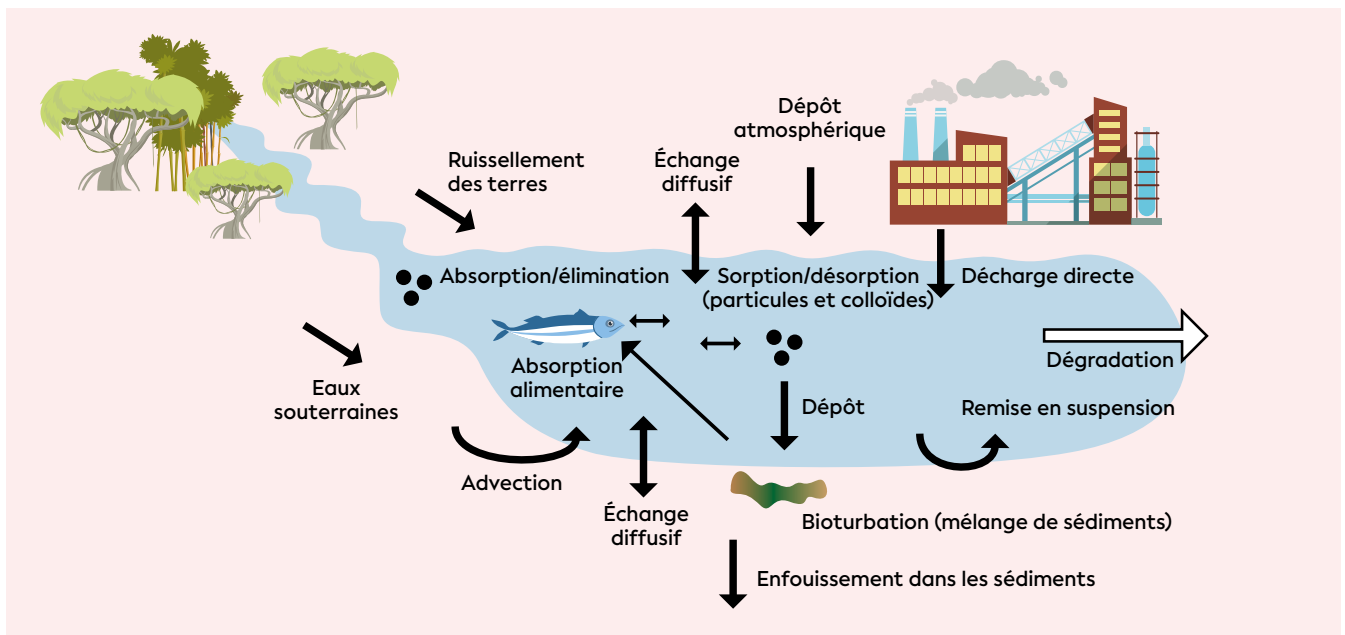 Dépôt
atmosphérique
Ruissellement
des terres
Échange
diffusif
Absorption/élimination
Sorption/désorption
(particules et colloïdes)
Décharge directe
Absorption
alimentaire
Dégradation
Eaux
souterraines
Dépôt
Remise en suspension
Advection
Échange
diffusif
Bioturbation (mélange de sédiments)
Enfouissement dans les sédiments